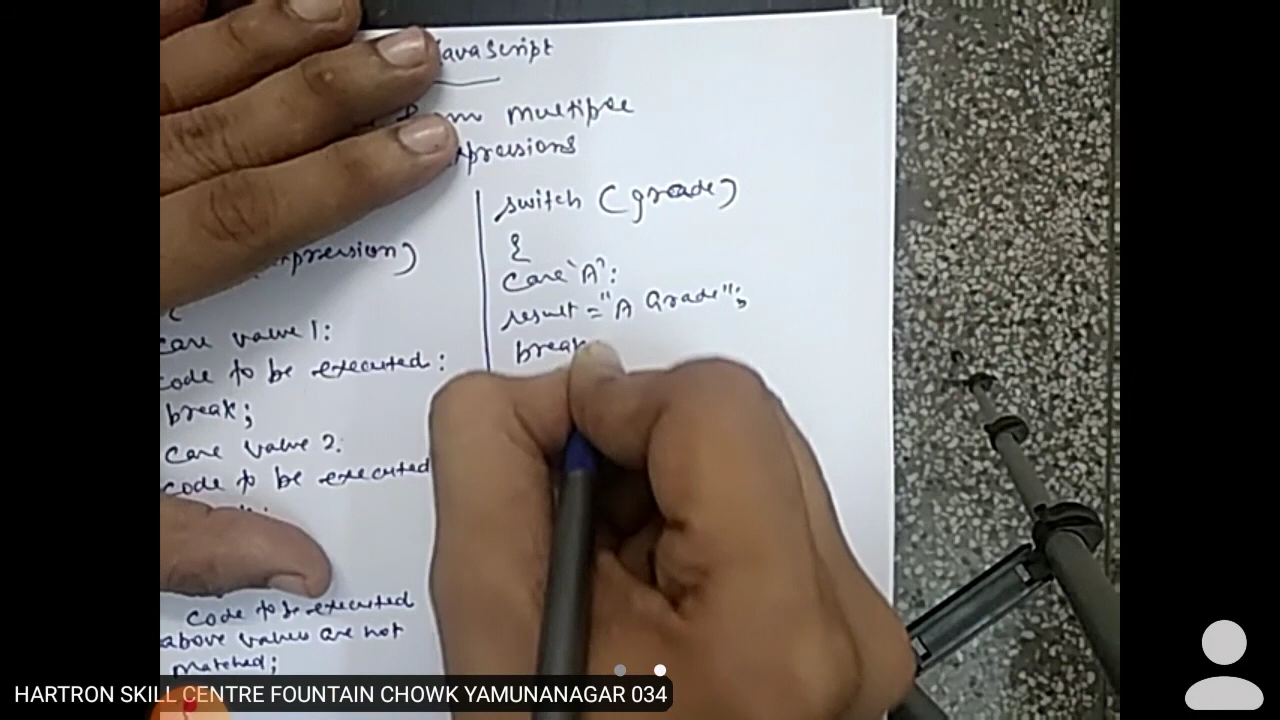 JavaScript
from multiple
expressions
expression)
{
case value 1:
code to be executed:
break;
case value 2:
code to be executed
code to be executed
above values are not
matched;
switch (grade)
{
case 'A':
result = "A Grade";
break
HARTRON SKILL CENTRE FOUNTAIN CHOWK YAMUNANAGAR 034